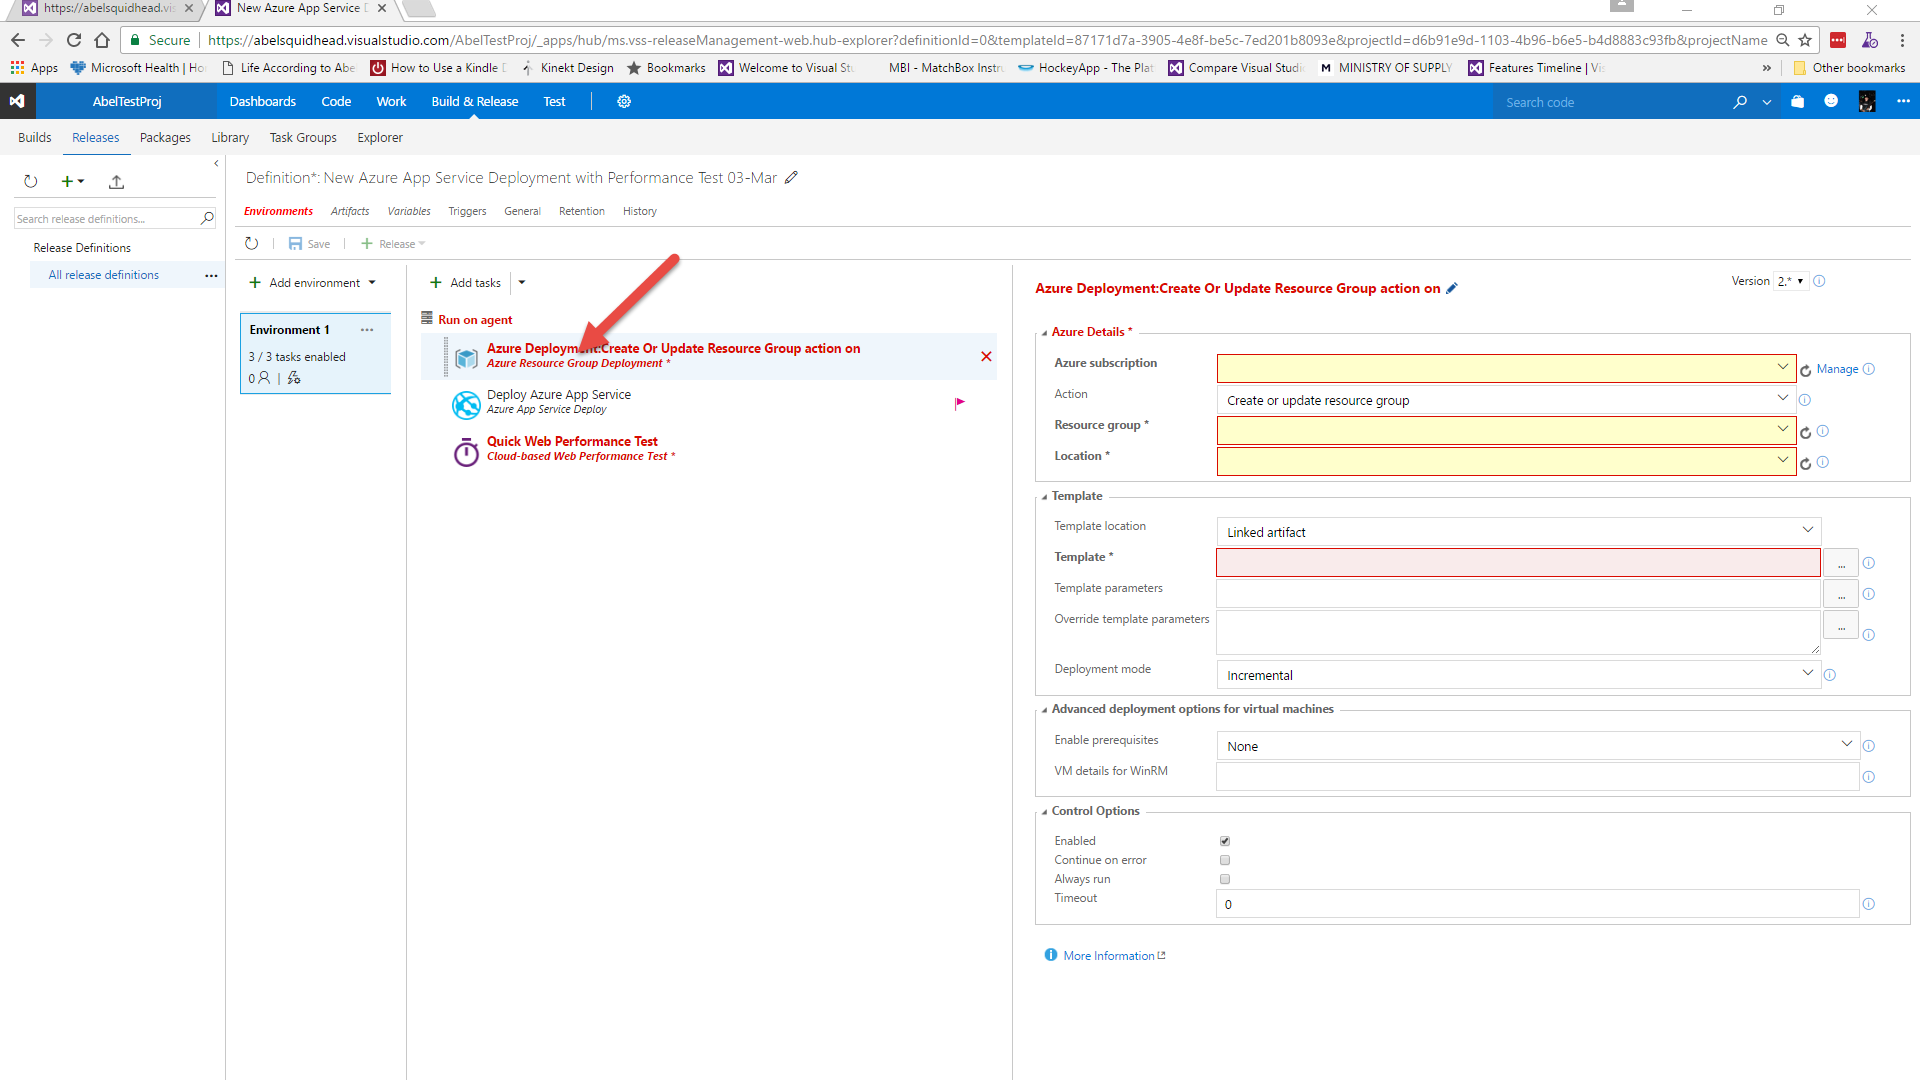 https://abelsquidhead.vis
New Azure App Service D
Secure
https://abelsquidhead.visualstudio.com/AbelTestProj/_apps/hub/ms.vss-releaseManagement-web.hub-explorer?definitionId=0&templateId=87171d7a-3905-4e8f-be5c-7ed201b8093e&projectId=d6b91e9d-1103-4b96-b6e5-b4d8883c93fb&projectName
Apps
Microsoft Health | Ho
Life According to Abe
How to Use a Kindle D
Kinekt Design
Bookmarks
Welcome to Visual Stu
MBI - MatchBox Instru
HockeyApp - The Plat
Compare Visual Studio
M MINISTRY OF SUPPLY
Features Timeline | Vis
»
Other bookmarks
AbelTestProj
Dashboards
Code
Work
Build & Release
Test
Search code
Builds
Releases
Packages
Library
Task Groups
Explorer
Search release definitions...
Release Definitions
All release definitions
Definition*: New Azure App Service Deployment with Performance Test 03-Mar
Environments
Artifacts
Variables
Triggers
General
Retention
History
Save
Release
Add environment
Environment 1
3 / 3 tasks enabled
0
Add tasks
Run on agent
Azure Deployment:Create Or Update Resource Group action on
Azure Resource Group Deployment *
Deploy Azure App Service
Azure App Service Deploy
Quick Web Performance Test
Cloud-based Web Performance Test *
Azure Deployment:Create Or Update Resource Group action on
Version 2.*
Azure Details *
Azure subscription
Manage
Action
Create or update resource group
Resource group *
Location *
Template
Template location
Linked artifact
Template *
...
Template parameters
...
Override template parameters
...
Deployment mode
Incremental
Advanced deployment options for virtual machines
Enable prerequisites
None
VM details for WinRM
Control Options
Enabled
Continue on error
Always run
Timeout
0
More Information